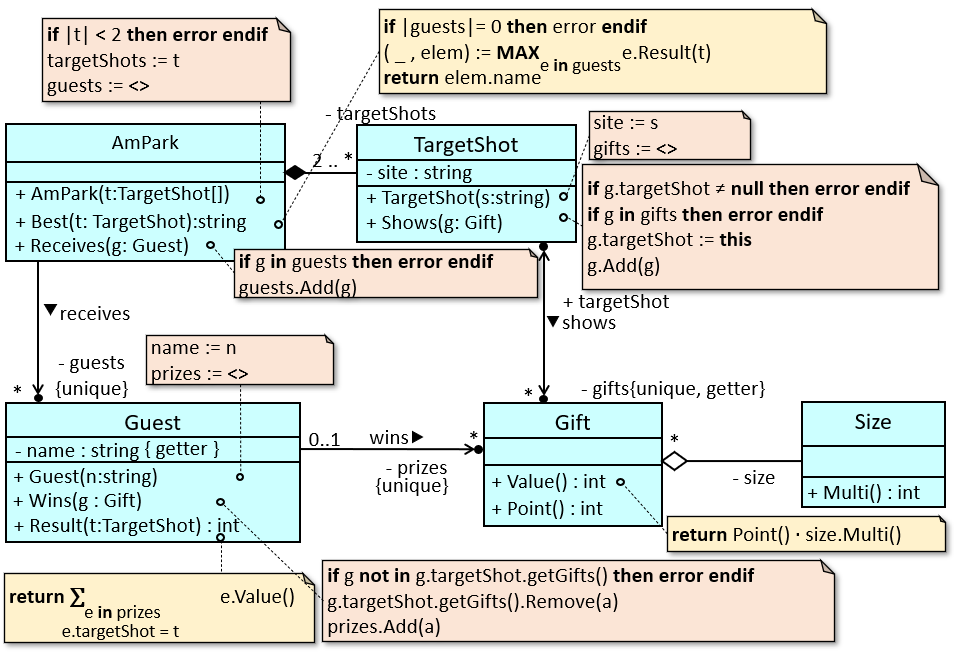 if |t| < 2 then error endif
targetShots := t
guests := <>
if |guests|= 0 then error endif
( _ , elem) := MAX e in guests e.Result(t)
return elem.name
- targetShots
2 .. *
AmPark
+ AmPark(t:TargetShot[])
+ Best(t: TargetShot):string
+ Receives(g: Guest)
TargetShot
- site : string
+ TargetShot(s:string)
+ Shows(g: Gift)
site := s
gifts := <>
if g.targetShot ≠ null then error endif
if g in gifts then error endif
g.targetShot := this
g.Add(g)
if g in guests then error endif
guests.Add(g)
+ targetShot
▼ shows
▼ receives
name := n
prizes := <>
- guests
{unique}
*
* - gifts{unique, getter}
Guest
- name : string { getter }
+ Guest(n:string)
+ Wins(g : Gift)
+ Result(t:TargetShot) : int
0..1 wins▶ *
- prizes
{unique}
Gift
+ Value() : int
+ Point() : int
*
- size
Size
+ Multi() : int
return Point() · size.Multi()
return Σ e in prizes e.Value()
e.targetShot = t
if g not in g.targetShot.getGifts() then error endif
g.targetShot.getGifts().Remove(a)
prizes.Add(a)